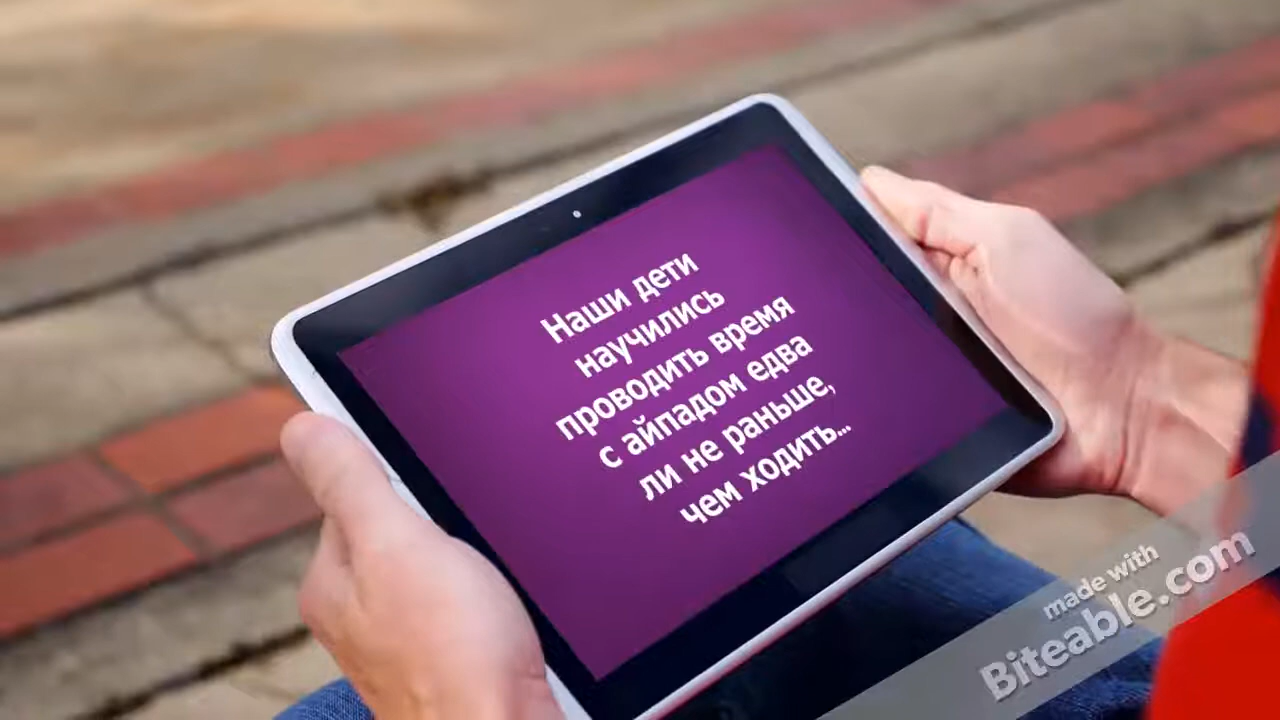 Наши дети
научились
проводить время
с айпадом едва
ли не раньше,
чем ходить...
made with
Biteable.com